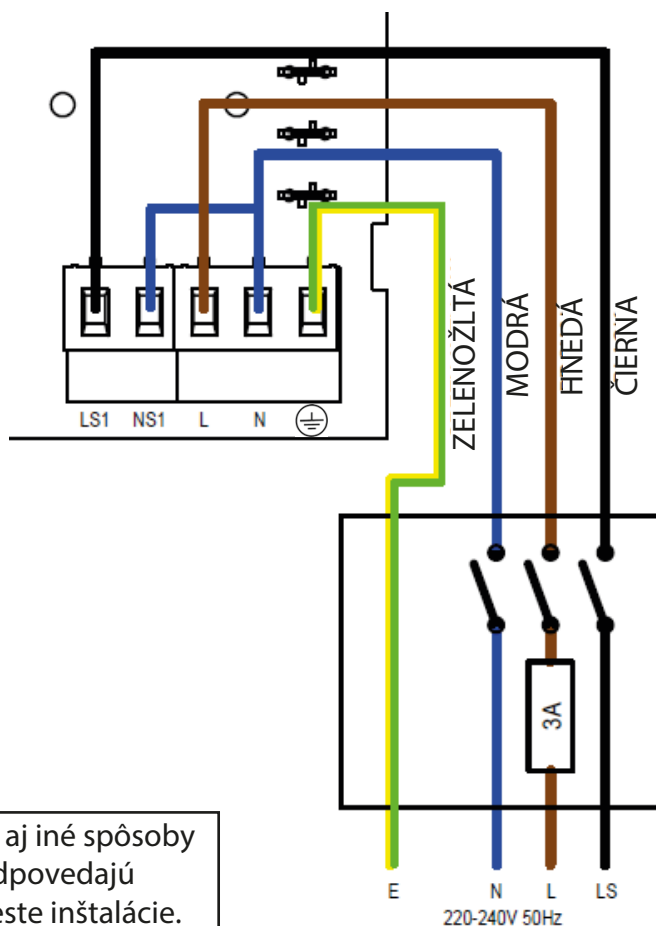 ZELENOŽLTÁ
MODRÁ
HNEDÁ
ČIERNA
LS1 NS1 L N
3A
E N L LS
220-240V 50Hz
aj iné spôsoby
dpovedajú
este inštalácie.